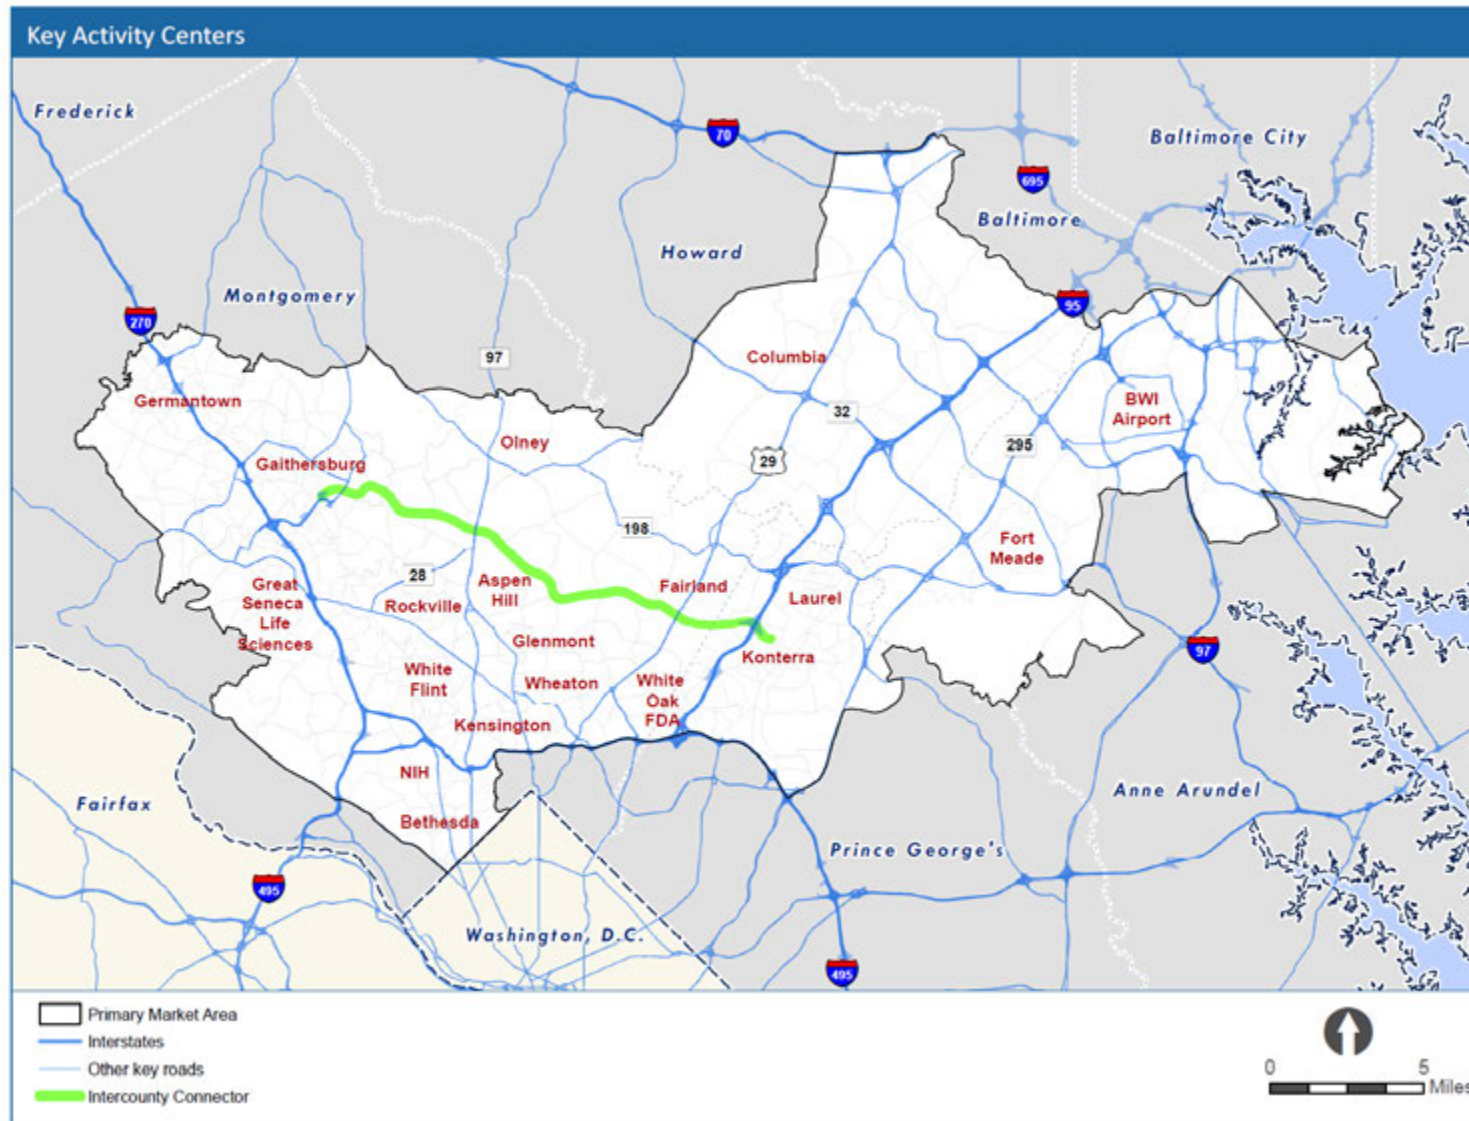 Key Activity Centers
Frederick
70
Baltimore City
695
Baltimore
Howard
Montgomery
270
95
97
Columbia
Germantown
BWI
Airport
32
Olney
295
Gaithersburg
29
198
Fort
Meade
28
Aspen
Hill
Fairland
Great
Seneca
Life
Sciences
Rockville
Laurel
Glenmont
97
Konterra
White
Flint
Wheaton
White
Oak
FDA
Kensington
NIH
Anne Arundel
Fairfax
Bethesda
Prince George's
495
Washington, D.C.
495
Primary Market Area
Interstates
Other key roads
Intercounty Connector
0 5
Miles